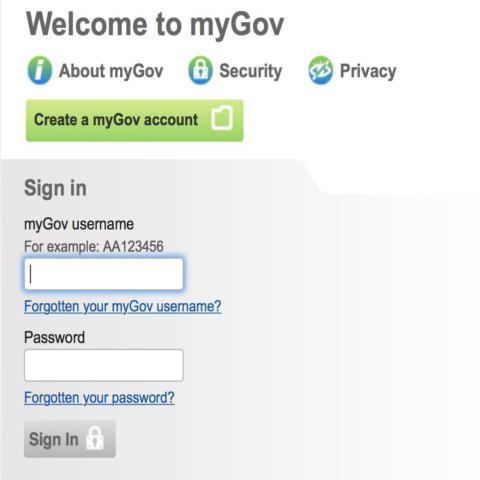 Welcome to myGov
About myGov Security Privacy
Create a myGov account
Sign in
myGov username
For example: AA123456
Forgotten your myGov username?
Password
Forgotten your password?
Sign In